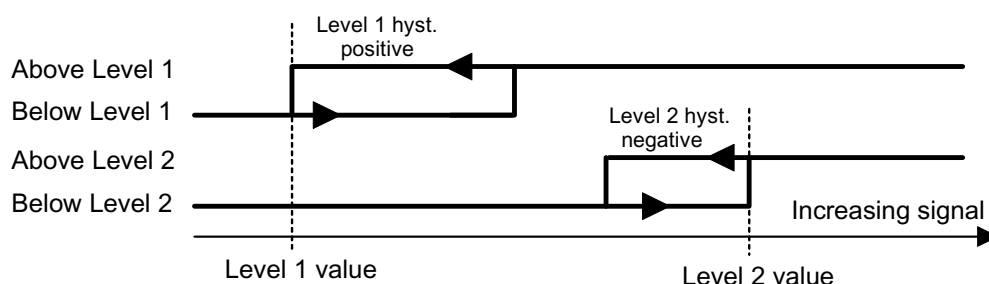 Level 1 hyst.
positive
Above Level 1
Below Level 1
Level 2 hyst.
negative
Above Level 2
Below Level 2
Increasing signal
Level 1 value
Level 2 value